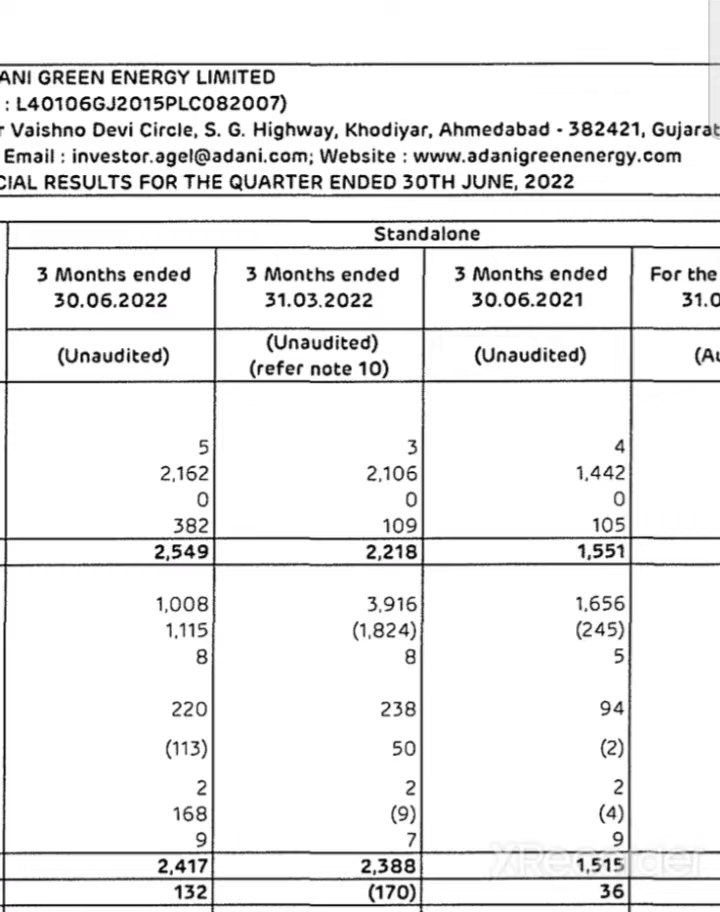 ANI GREEN ENERGY LIMITED
: L40106GJ2015PLC082007)
r Vaishno Devi Circle, S. G. Highway, Khodiyar, Ahmedabad - 382421, Gujarat
Email : investor.agel@adani.com; Website : www.adanigreenenergy.com
CIAL RESULTS FOR THE QUARTER ENDED 30TH JUNE, 2022
Standalone
3 Months ended 30.06.2022 3 Months ended 31.03.2022 3 Months ended 30.06.2021 For the 31.0
(Unaudited) (Unaudited) (refer note 10) (Unaudited) (Au
5 3 4
2,162 2,106 1,442
0 0 0
382 109 105
2,549 2,218 1,551
1,008 3,916 1,656
1,115 (1,824) (245)
8 8 5
220 238 94
(113) 50 (2)
2 2 2
168 (9) (4)
9 7 9
2,417 2,388 1,515
132 (170) 36
XRecorder